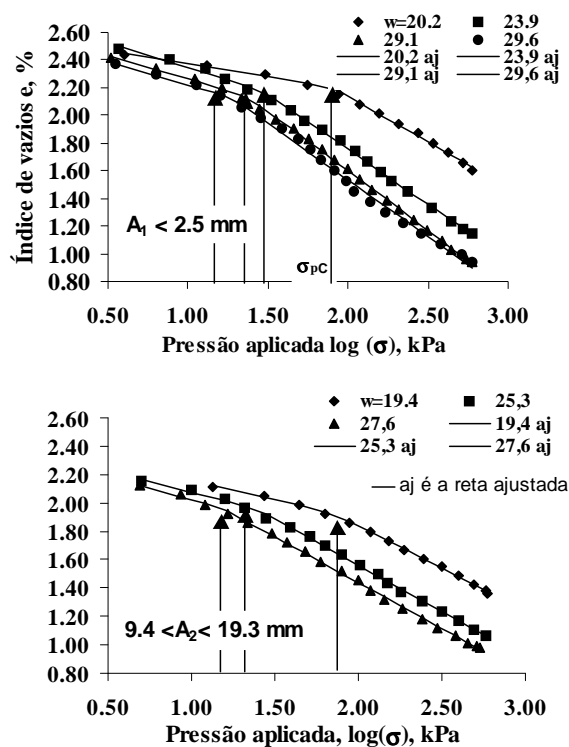 w=20.2 23.9
29.1 29.6
20,2 aj 23,9 aj
29,1 aj 29,6 aj
Índice de vazios e, %
2.60
2.40
2.20
2.00
1.80
1.60
1.40
1.20
1.00
0.80
A1 < 2.5 mm
σpC
0.50 1.00 1.50 2.00 2.50 3.00
Pressão aplicada log (σ), kPa
w=19.4 25,3
27,6 19,4 aj
25,3 aj 27,6 aj
aj é a reta ajustada
2.60
2.40
2.20
2.00
1.80
1.60
1.40
1.20
1.00
0.80
9.4 <A2< 19.3 mm
0.50 1.00 1.50 2.00 2.50 3.00
Pressão aplicada, log(σ), kPa